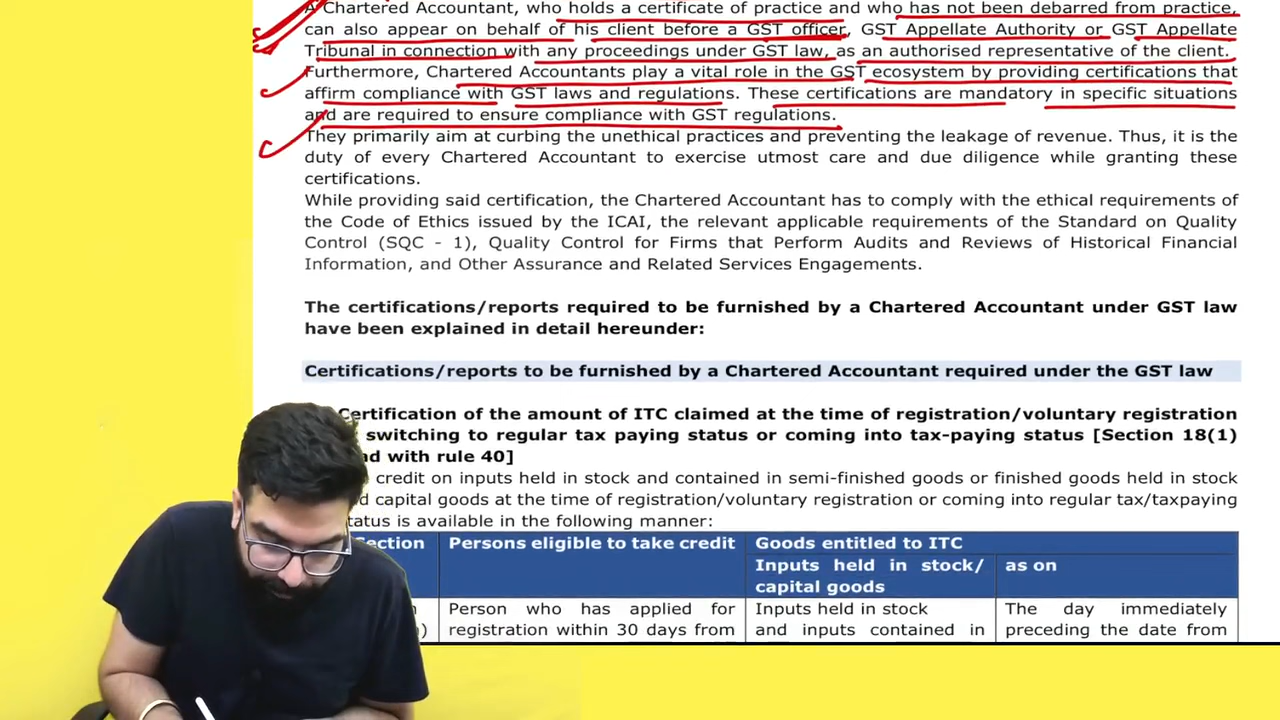 A Chartered Accountant, who holds a certificate of practice and who has not been debarred from practice,
can also appear on behalf of his client before a GST officer, GST Appellate Authority or GST Appellate
Tribunal in connection with any proceedings under GST law, as an authorised representative of the client.
Furthermore, Chartered Accountants play a vital role in the GST ecosystem by providing certifications that
affirm compliance with GST laws and regulations. These certifications are mandatory in specific situations
and are required to ensure compliance with GST regulations.
They primarily aim at curbing the unethical practices and preventing the leakage of revenue. Thus, it is the
duty of every Chartered Accountant to exercise utmost care and due diligence while granting these
certifications.
While providing said certification, the Chartered Accountant has to comply with the ethical requirements of
the Code of Ethics issued by the ICAI, the relevant applicable requirements of the Standard on Quality
Control (SQC - 1), Quality Control for Firms that Perform Audits and Reviews of Historical Financial
Information, and Other Assurance and Related Services Engagements.
The certifications/reports required to be furnished by a Chartered Accountant under GST law
have been explained in detail hereunder:
Certifications/reports to be furnished by a Chartered Accountant required under the GST law
Certification of the amount of ITC claimed at the time of registration/voluntary registration
switching to regular tax paying status or coming into tax-paying status [Section 18(1)
with rule 40]
credit on inputs held in stock and contained in semi-finished goods or finished goods held in stock
capital goods at the time of registration/voluntary registration or coming into regular tax/taxpaying
is available in the following manner:
Section Persons eligible to take credit Goods entitled to ITC
Inputs held in stock/ as on
capital goods
Person who has applied for Inputs held in stock The day immediately
registration within 30 days from and inputs contained in preceding the date from